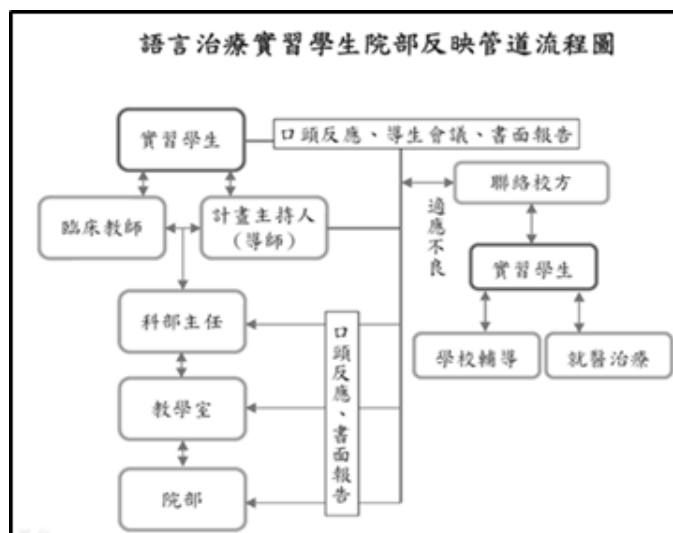 語言治療實習學生院部反映管道流程圖
實習學生
口頭反應、導生會議、書面報告
聯絡校方
臨床教師
計畫主持人
(導師)
適應不良
實習學生
科部主任
口頭反應、書面報告
學校輔導
就醫治療
教學室
院部